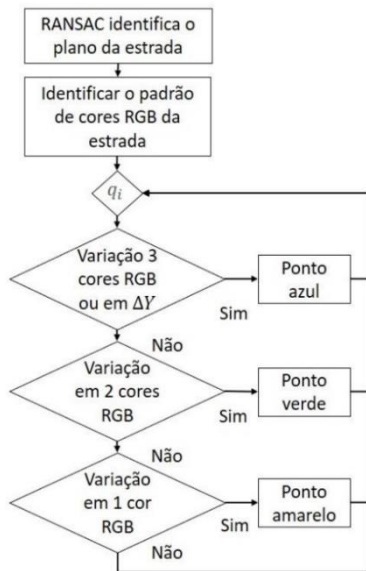 RANSAC identifica o
plano da estrada
Identificar o padrão
de cores RGB da
estrada
qᵢ
Variação 3
cores RGB
ou em ΔY
Sim
Ponto
azul
Não
Variação
em 2 cores
RGB
Sim
Ponto
verde
Não
Variação
em 1 cor
RGB
Sim
Ponto
amarelo
Não